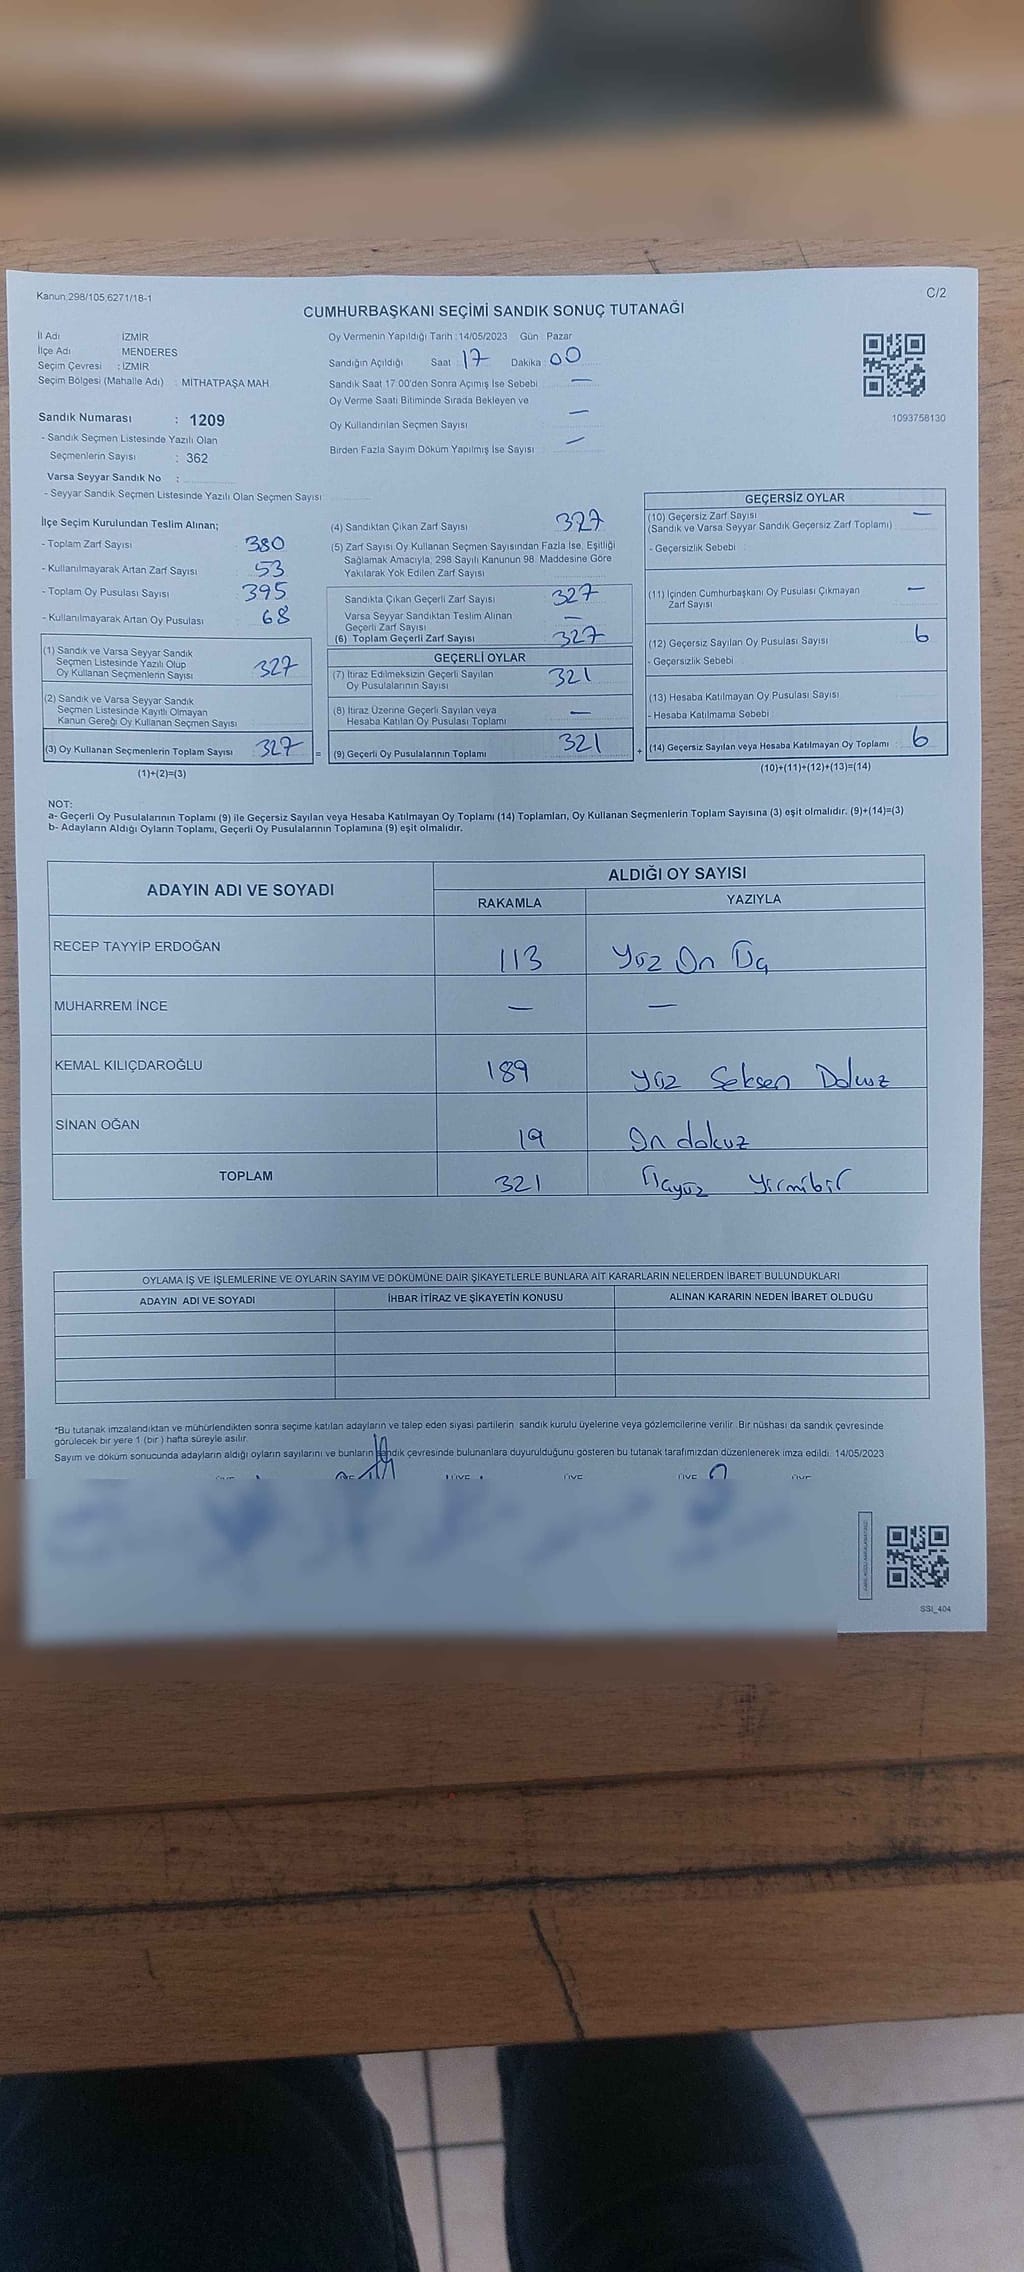 Kanun:298/105,6271/18-1
C/2
CUMHURBAŞKANI SEÇİMİ SANDIK SONUÇ TUTANAĞI
İl Adı İZMİR
İlçe Adı MENDERES
Seçim Çevresi : İZMİR
Seçim Bölgesi (Mahalle Adı) : MİTHATPAŞA MAH.
Sandık Numarası : 1209
- Sandık Seçmen Listesinde Yazılı Olan
Seçmenlerin Sayısı : 362
Varsa Seyyar Sandık No :
- Seyyar Sandık Seçmen Listesinde Yazılı Olan Seçmen Sayısı
Oy Vermenin Yapıldığı Tarih : 14/05/2023 Gün : Pazar
Sandığın Açıldığı Saat 17 Dakika 00
Sandık Saat 17.00'den Sonra Açımış İse Sebebi —
Oy Verme Saati Bitiminde Sırada Bekleyen ve
Oy Kullandırılan Seçmen Sayısı —
Birden Fazla Sayım Döküm Yapılmış İse Sayısı —
1093758130
İlçe Seçim Kurulundan Teslim Alınan;
- Toplam Zarf Sayısı 380
- Kullanılmayarak Artan Zarf Sayısı 53
- Toplam Oy Pusulası Sayısı 395
- Kullanılmayarak Artan Oy Pusulası 68
(1) Sandık ve Varsa Seyyar Sandık
Seçmen Listesinde Yazılı Olup
Oy Kullanan Seçmenlerin Sayısı 327
(2) Sandık ve Varsa Seyyar Sandık
Seçmen Listesinde Kayıtlı Olmayan
Kanun Gereği Oy Kullanan Seçmen Sayısı
(3) Oy Kullanan Seçmenlerin Toplam Sayısı 327 =
(1)+(2)=(3)
(4) Sandıktan Çıkan Zarf Sayısı 327
(5) Zarf Sayısı Oy Kullanan Seçmen Sayısından Fazla İse, Eşitliği
Sağlamak Amacıyla, 298 Sayılı Kanunun 98. Maddesine Göre
Yakılarak Yok Edilen Zarf Sayısı
Sandıkta Çıkan Geçerli Zarf Sayısı 327
Varsa Seyyar Sandıktan Teslim Alınan
Geçerli Zarf Sayısı —
(6) Toplam Geçerli Zarf Sayısı 327
GEÇERLİ OYLAR
(7) İtiraz Edilmeksizin Geçerli Sayılan
Oy Pusulalarının Sayısı 321
(8) İtiraz Üzerine Geçerli Sayılan veya
Hesaba Katılan Oy Pusulası Toplamı —
(9) Geçerli Oy Pusulalarının Toplamı 321 +
GEÇERSİZ OYLAR
(10) Geçersiz Zarf Sayısı —
(Sandık ve Varsa Seyyar Sandık Geçersiz Zarf Toplamı)
- Geçersizlik Sebebi
(11) İçinden Cumhurbaşkanı Oy Pusulası Çıkmayan
Zarf Sayısı —
(12) Geçersiz Sayılan Oy Pusulası Sayısı 6
- Geçersizlik Sebebi
(13) Hesaba Katılmayan Oy Pusulası Sayısı
- Hesaba Katılmama Sebebi
(14) Geçersiz Sayılan veya Hesaba Katılmayan Oy Toplamı 6
(10)+(11)+(12)+(13)=(14)
NOT:
a- Geçerli Oy Pusulalarının Toplamı (9) ile Geçersiz Sayılan veya Hesaba Katılmayan Oy Toplamı (14) Toplamları, Oy Kullanan Seçmenlerin Toplam Sayısına (3) eşit olmalıdır. (9)+(14)=(3)
b- Adayların Aldığı Oyların Toplamı, Geçerli Oy Pusulalarının Toplamına (9) eşit olmalıdır.
ADAYIN ADI VE SOYADI
ALDIĞI OY SAYISI
RAKAMLA YAZIYLA
RECEP TAYYİP ERDOĞAN 113 Yüz On Üç
MUHARREM İNCE — —
KEMAL KILIÇDAROĞLU 189 Yüz Seksen Dokuz
SİNAN OĞAN 19 On dokuz
TOPLAM 321 Üçyüz Yirmibir
OYLAMA İŞ VE İŞLEMLERİNE VE OYLARIN SAYIM VE DÖKÜMÜNE DAİR ŞİKAYETLERLE BUNLARA AİT KARARLARIN NELERDEN İBARET BULUNDUKLARI
ADAYIN ADI VE SOYADI İHBAR İTİRAZ VE ŞİKAYETİN KONUSU ALINAN KARARIN NEDEN İBARET OLDUĞU
*Bu tutanak imzalandıktan ve mühürlendikten sonra seçime katılan adayların ve talep eden siyasi partilerin sandık kurulu üyelerine veya gözlemcilerine verilir. Bir nüshası da sandık çevresinde
görülecek bir yere 1 (bir ) hafta süreyle asılır.
Sayım ve döküm sonucunda adayların aldığı oyların sayılarını ve bunların sandık çevresinde bulunanlara duyurulduğunu gösteren bu tutanak tarafımızdan düzenlenerek imza edildi. 14/05/2023
SSI_404